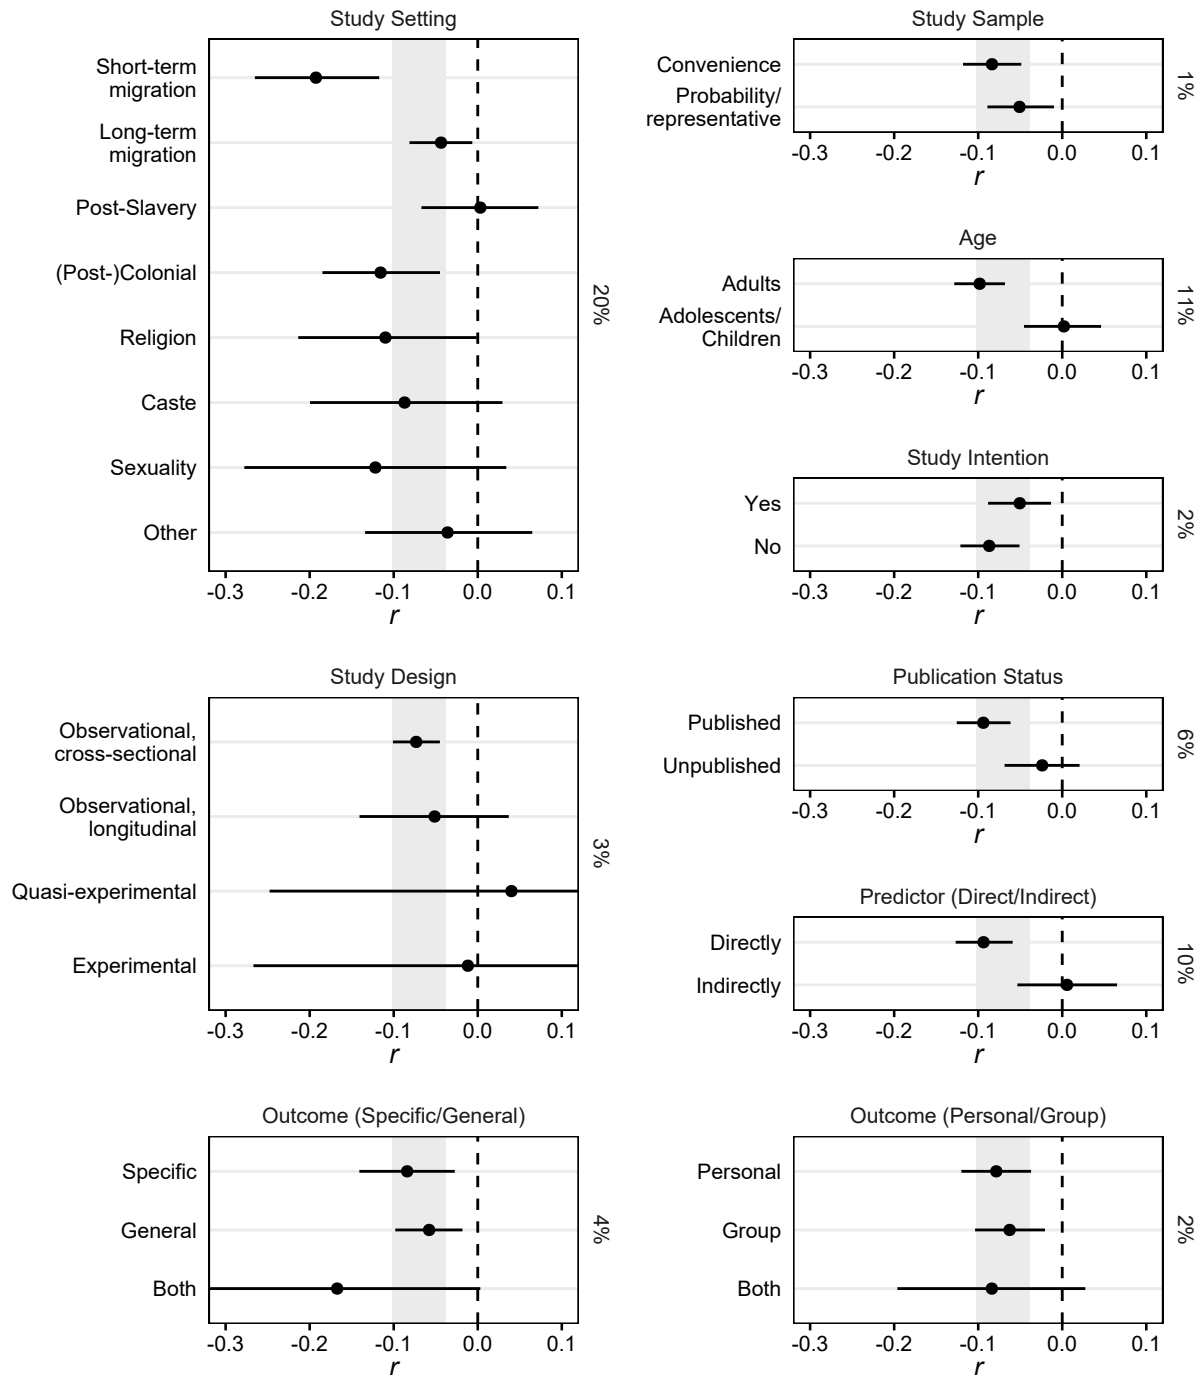 Study Setting
Short-term
migration
Long-term
migration
Post-Slavery
(Post-)Colonial
Religion
Caste
Sexuality
Other
20%
-0.3 -0.2 -0.1 0.0 0.1
r
Study Sample
Convenience
Probability/
representative
1%
-0.3 -0.2 -0.1 0.0 0.1
r
Age
Adults
Adolescents/
Children
11%
-0.3 -0.2 -0.1 0.0 0.1
r
Study Intention
Yes
No
2%
-0.3 -0.2 -0.1 0.0 0.1
r
Study Design
Observational,
cross-sectional
Observational,
longitudinal
Quasi-experimental
Experimental
3%
-0.3 -0.2 -0.1 0.0 0.1
r
Publication Status
Published
Unpublished
6%
-0.3 -0.2 -0.1 0.0 0.1
r
Predictor (Direct/Indirect)
Directly
Indirectly
10%
-0.3 -0.2 -0.1 0.0 0.1
r
Outcome (Specific/General)
Specific
General
Both
4%
-0.3 -0.2 -0.1 0.0 0.1
r
Outcome (Personal/Group)
Personal
Group
Both
2%
-0.3 -0.2 -0.1 0.0 0.1
r